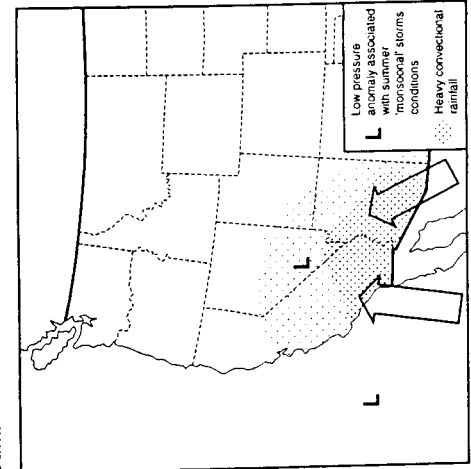 L
L
L
Low pressure
anomaly associated
with summer
'monsoonal' storms
conditions
Heavy convectional
rainfall